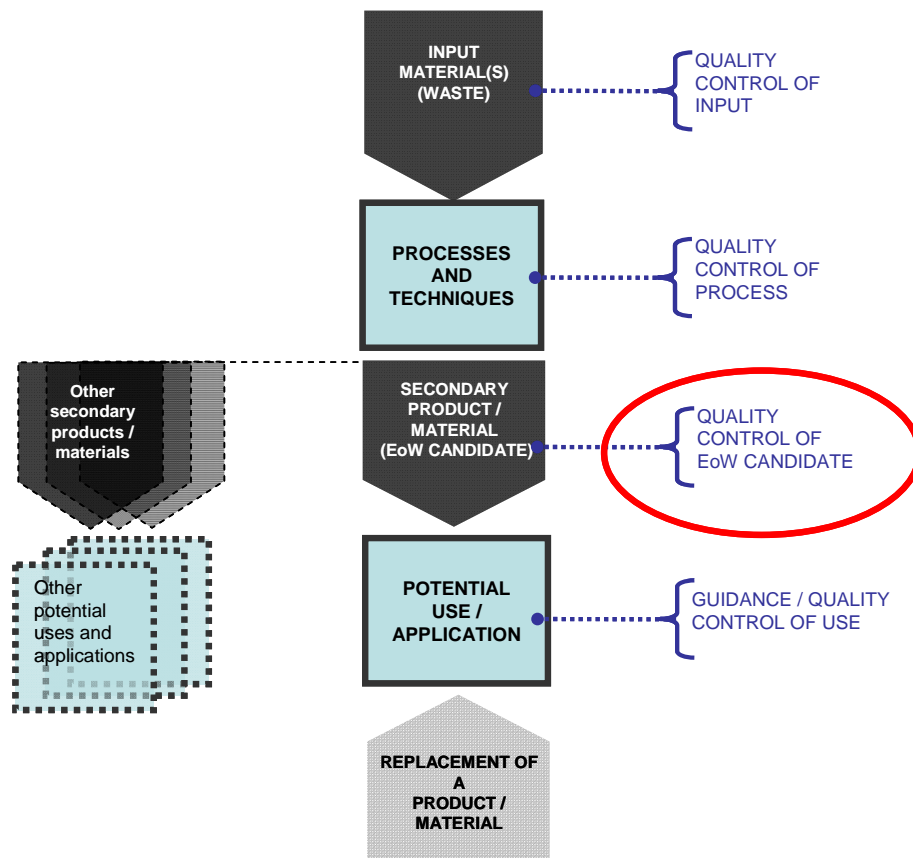 INPUT
MATERIAL(S)
(WASTE)
QUALITY
CONTROL OF
INPUT
PROCESSES
AND
TECHNIQUES
QUALITY
CONTROL OF
PROCESS
Other
secondary
products /
materials
SECONDARY
PRODUCT /
MATERIAL
(EoW CANDIDATE)
QUALITY
CONTROL OF
EoW CANDIDATE
Other
potential
uses and
applications
POTENTIAL
USE /
APPLICATION
GUIDANCE / QUALITY
CONTROL OF USE
REPLACEMENT OF
A
PRODUCT /
MATERIAL